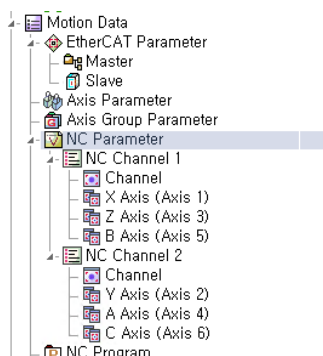 Motion Data
EtherCAT Parameter
Master
Slave
Axis Parameter
Axis Group Parameter
NC Parameter
NC Channel 1
Channel
X Axis (Axis 1)
Z Axis (Axis 3)
B Axis (Axis 5)
NC Channel 2
Channel
Y Axis (Axis 2)
A Axis (Axis 4)
C Axis (Axis 6)
NC Program